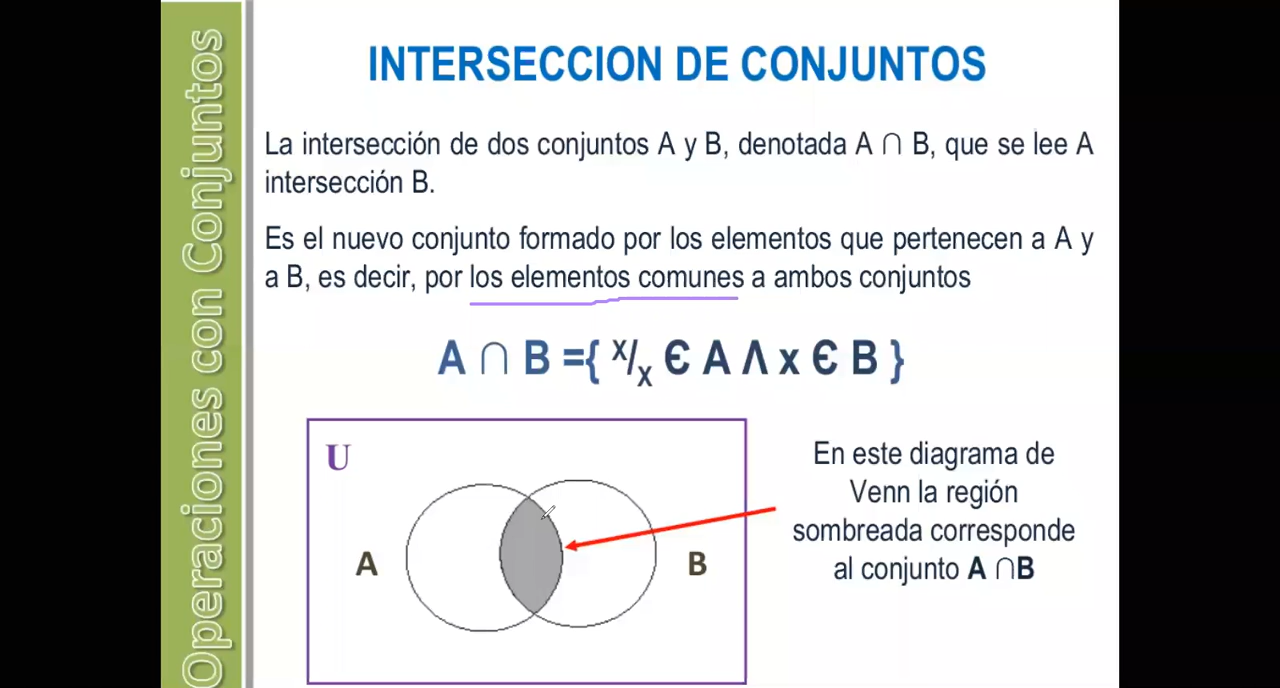 Operaciones con Conjuntos
INTERSECCION DE CONJUNTOS
La intersección de dos conjuntos A y B, denotada A ∩ B, que se lee A
intersección B.
Es el nuevo conjunto formado por los elementos que pertenecen a A y
a B, es decir, por los elementos comunes a ambos conjuntos
A ∩ B ={ x/x Є A Λ x Є B }
U
A
B
En este diagrama de
Venn la región
sombreada corresponde
al conjunto A ∩B